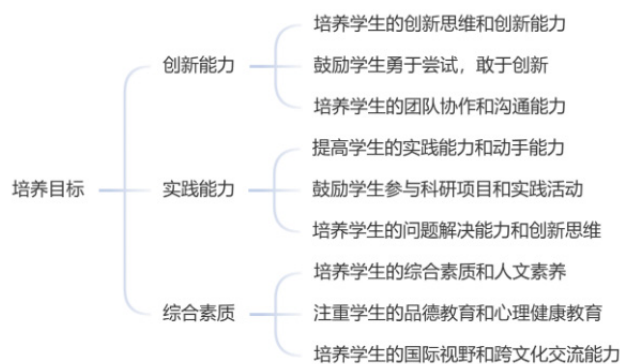 培养目标
创新能力
培养学生的创新思维和创新能力
鼓励学生勇于尝试，敢于创新
培养学生的团队协作和沟通能力
实践能力
提高学生的实践能力和动手能力
鼓励学生参与科研项目和实践活动
培养学生的问题解决能力和创新思维
综合素质
培养学生的综合素质和人文素养
注重学生的品德教育和心理健康教育
培养学生的国际视野和跨文化交流能力